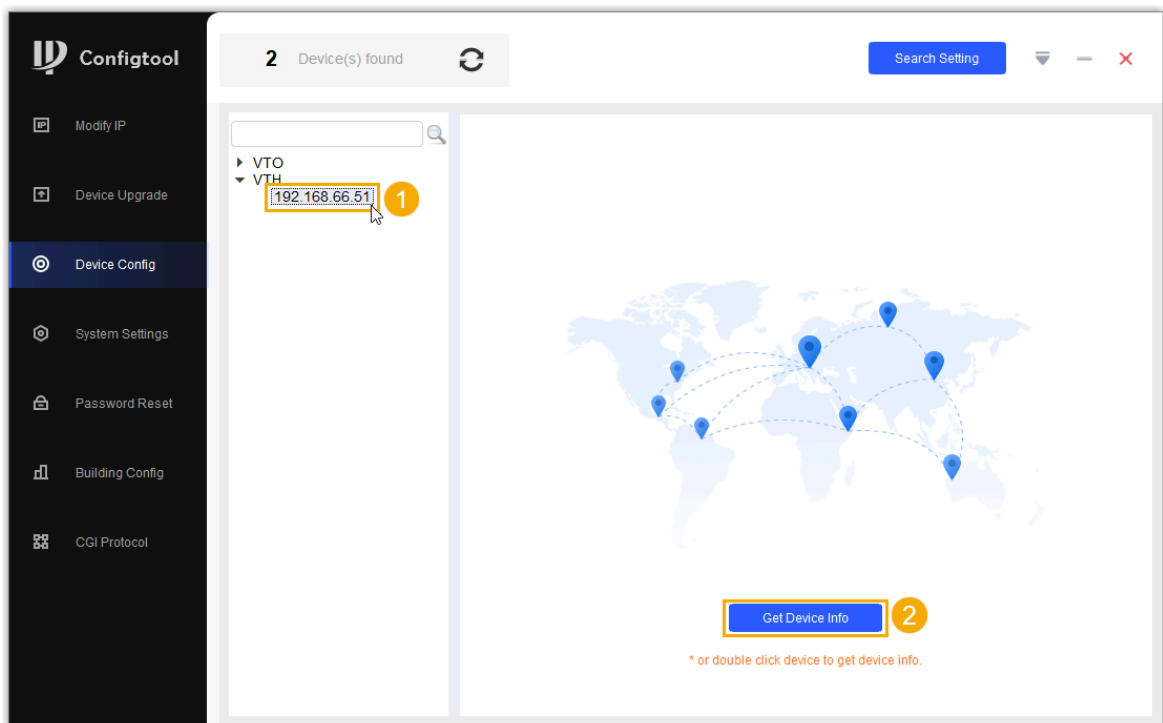 Configtool
2 Device(s) found
Search Setting
IP Modify IP
Device Upgrade
Device Config
System Settings
Password Reset
Building Config
CGI Protocol
VTO
VTH
192.168.66.51
1
Get Device Info
2
* or double click device to get device info.